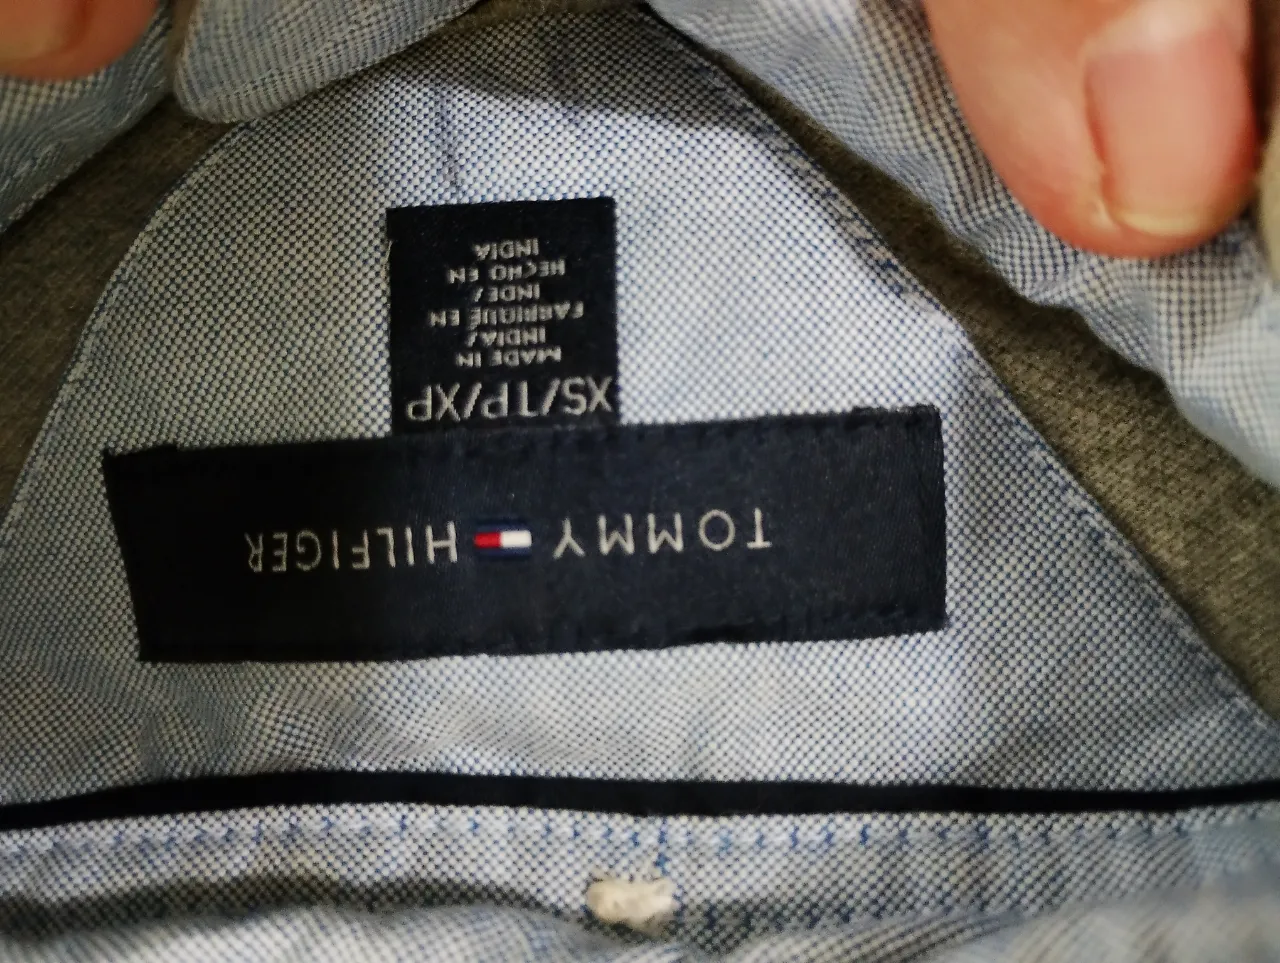 TOMMY HILFIGER
XS/TP/XP
MADE IN
INDIA/
FABRIQUÉ EN
INDE/
HECHO EN
INDIA